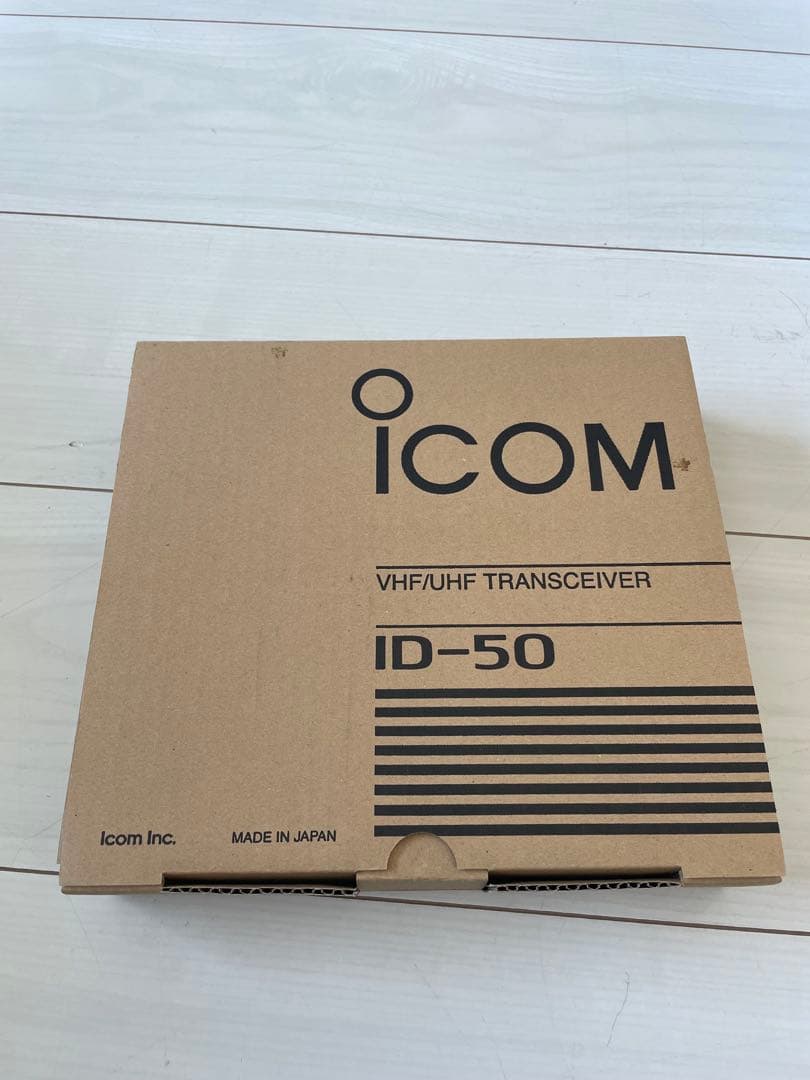 ICOM
VHF/UHF TRANSCEIVER
ID-50
Icom Inc. MADE IN JAPAN